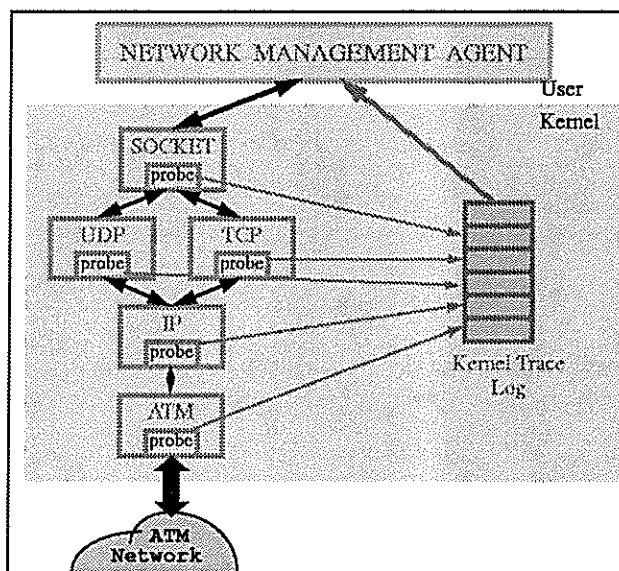 NETWORK MANAGEMENT AGENT
User
Kernel
SOCKET
probe
UDP
probe
TCP
probe
IP
probe
Kernel Trace
Log
ATM
probe
ATM
Network